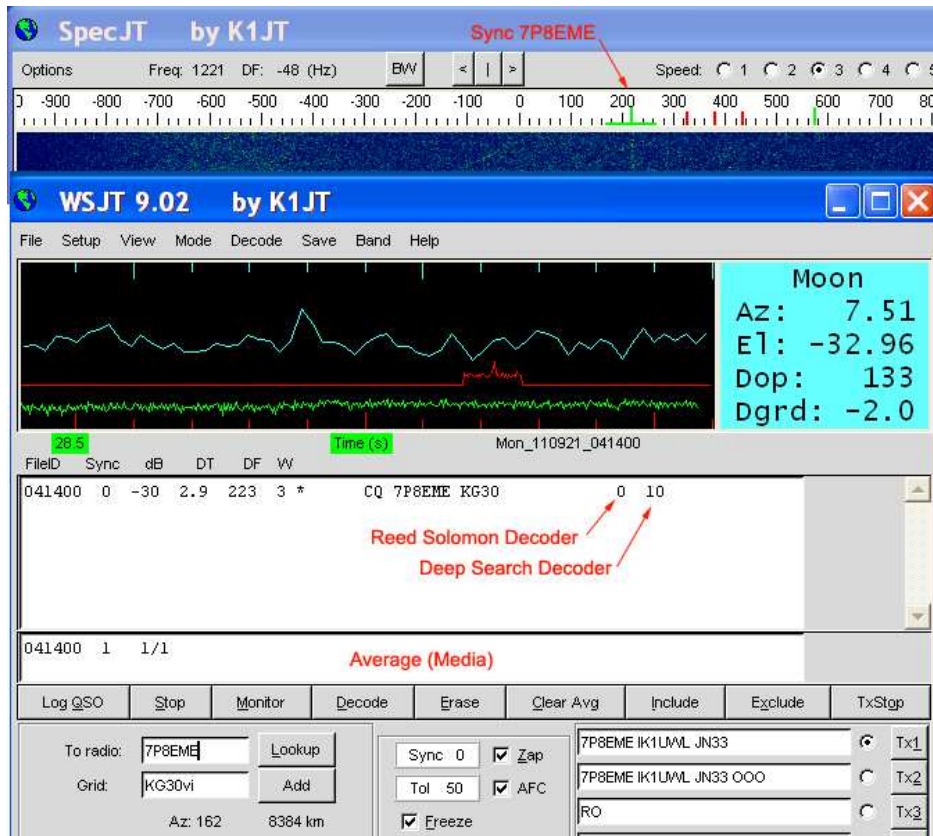 SpecJT by K1JT
Sync 7P8EME
Options Freq: 1221 DF: -48 (Hz) BW < | > Speed: 1 2 3 4 5
-900 -800 -700 -600 -500 -400 -300 -200 -100 0 100 200 300 400 500 600 700 80
WSJT 9.02 by K1JT
File Setup View Mode Decode Save Band Help
Moon
Az: 7.51
El: -32.96
Dop: 133
Dgrd: -2.0
28.5 Time (s) Mon_110921_041400
FileID Sync dB DT DF W
041400 0 -30 2.9 223 3 * CQ 7P8EME KG30 0 10
Reed Solomon Decoder
Deep Search Decoder
041400 1 1/1
Average (Media)
Log QSO Stop Monitor Decode Erase Clear Avg Include Exclude TxStop
To radio: 7P8EME Lookup
Grid: KG30vi Add
Az: 162 8384 km
Sync 0 Zap
Tol 50 AFC
Freeze
7P8EME IK1UWL JN33 Tx1
7P8EME IK1UWL JN33 OOO Tx2
RO Tx3